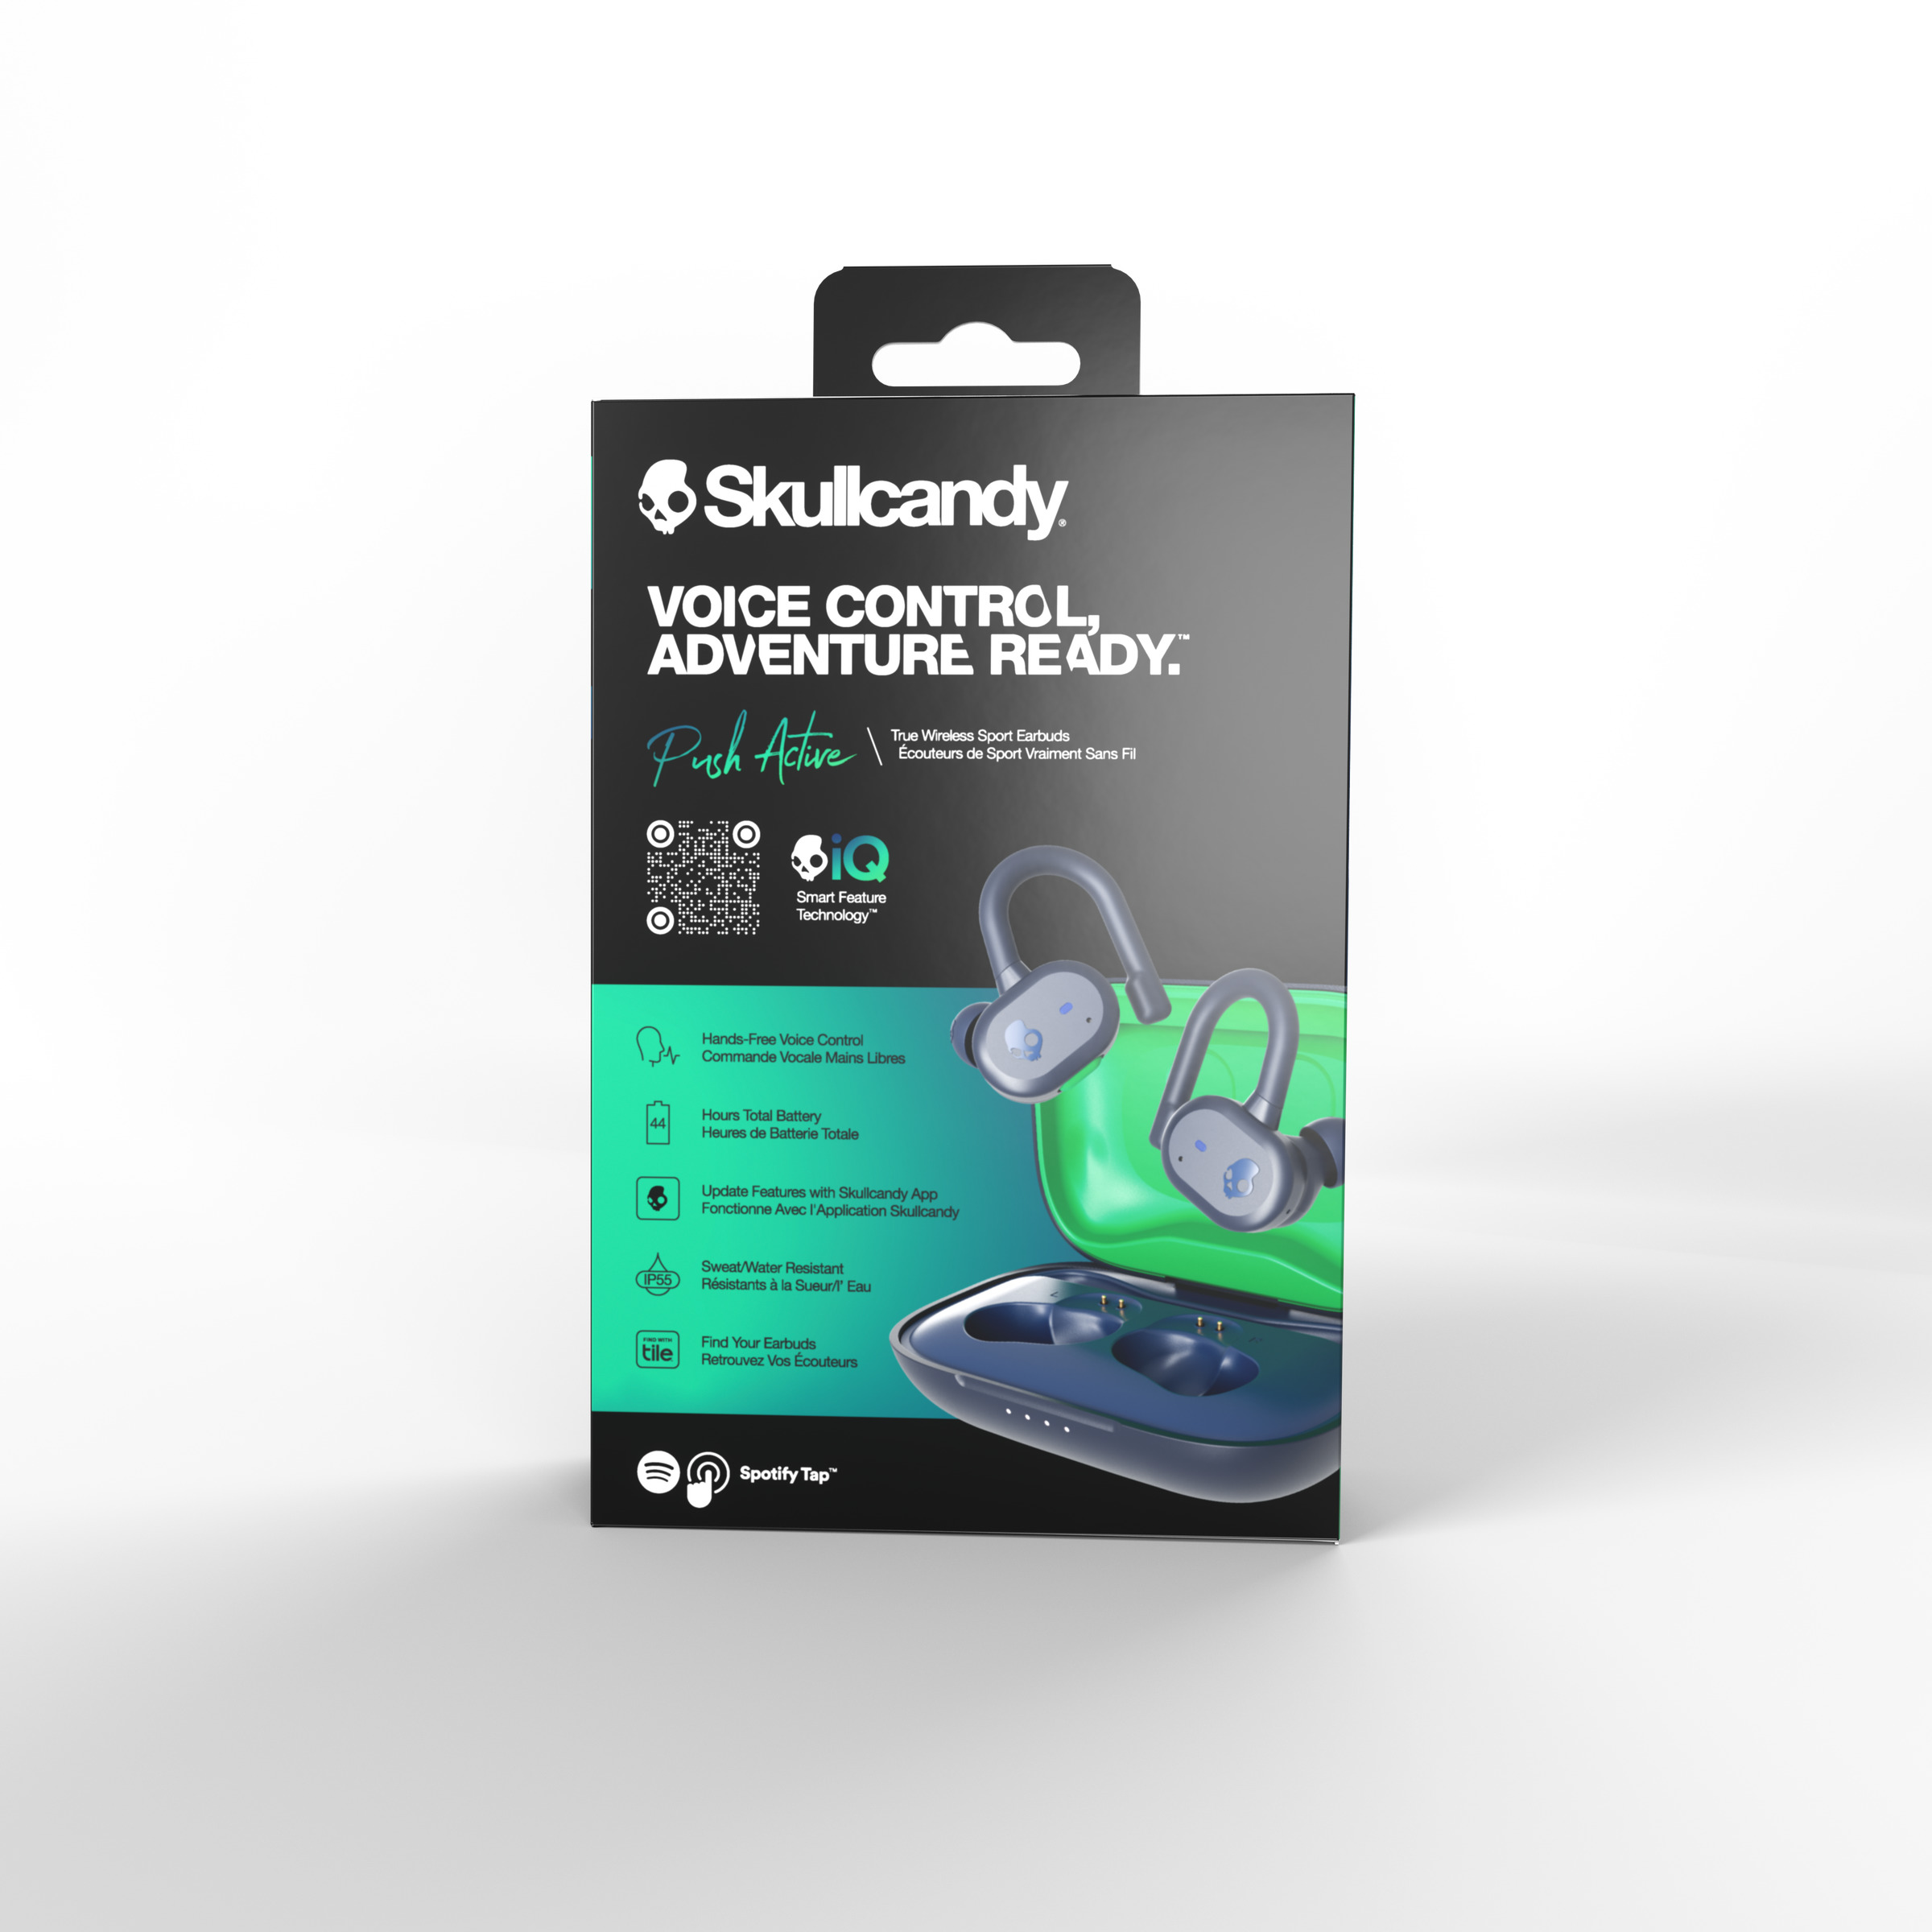 Skullcandy®
VOICE CONTROL,
ADVENTURE READY.™
Push Active
True Wireless Sport Earbuds
Écouteurs de Sport Vraiment Sans Fil
iQ
Smart Feature
Technology™
Hands-Free Voice Control
Commande Vocale Mains Libres
44
Hours Total Battery
Heures de Batterie Totale
Update Features with Skullcandy App
Fonctionne Avec l'Application Skullcandy
IP55
Sweat/Water Resistant
Résistants à la Sueur/l' Eau
FIND WITH
tile
Find Your Earbuds
Retrouvez Vos Écouteurs
Spotify Tap™